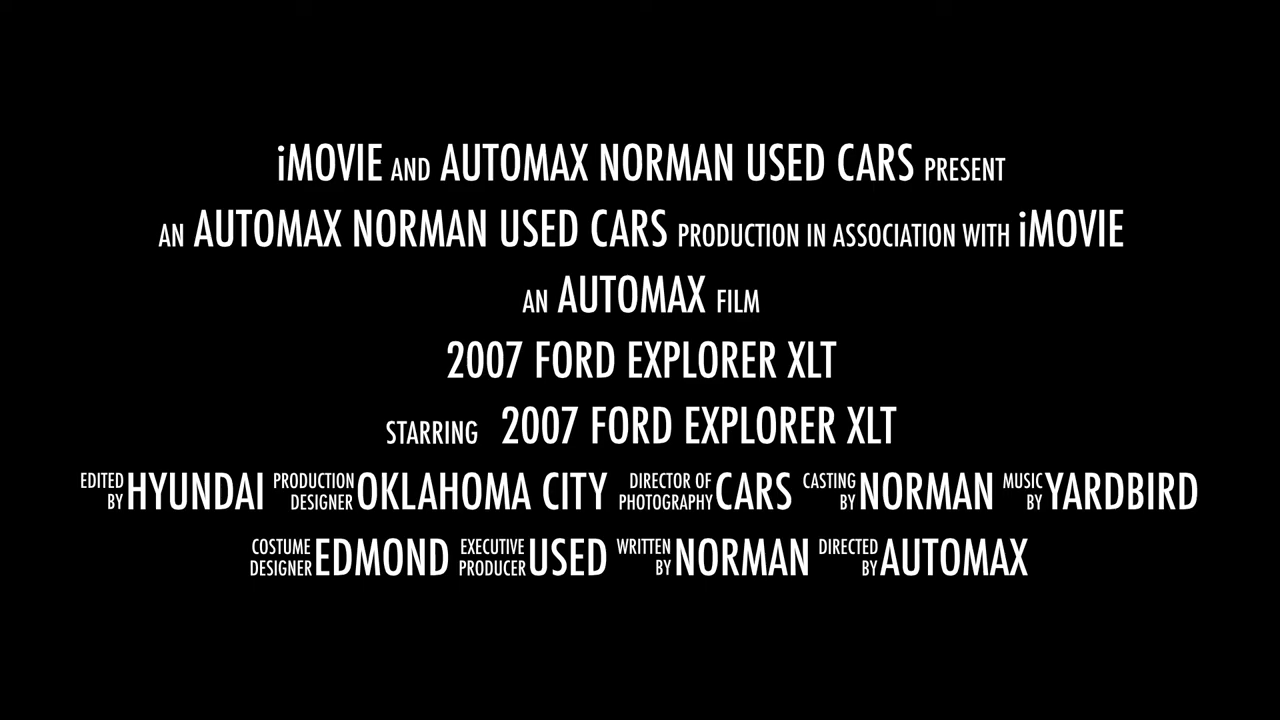 iMOVIE AND AUTOMAX NORMAN USED CARS PRESENT
AN AUTOMAX NORMAN USED CARS PRODUCTION IN ASSOCIATION WITH iMOVIE
AN AUTOMAX FILM
2007 FORD EXPLORER XLT
STARRING 2007 FORD EXPLORER XLT
EDITED BY HYUNDAI PRODUCTION DESIGNER OKLAHOMA CITY DIRECTOR OF PHOTOGRAPHY CARS CASTING BY NORMAN MUSIC BY YARDBIRD
COSTUME DESIGNER EDMOND EXECUTIVE PRODUCER USED WRITTEN BY NORMAN DIRECTED BY AUTOMAX